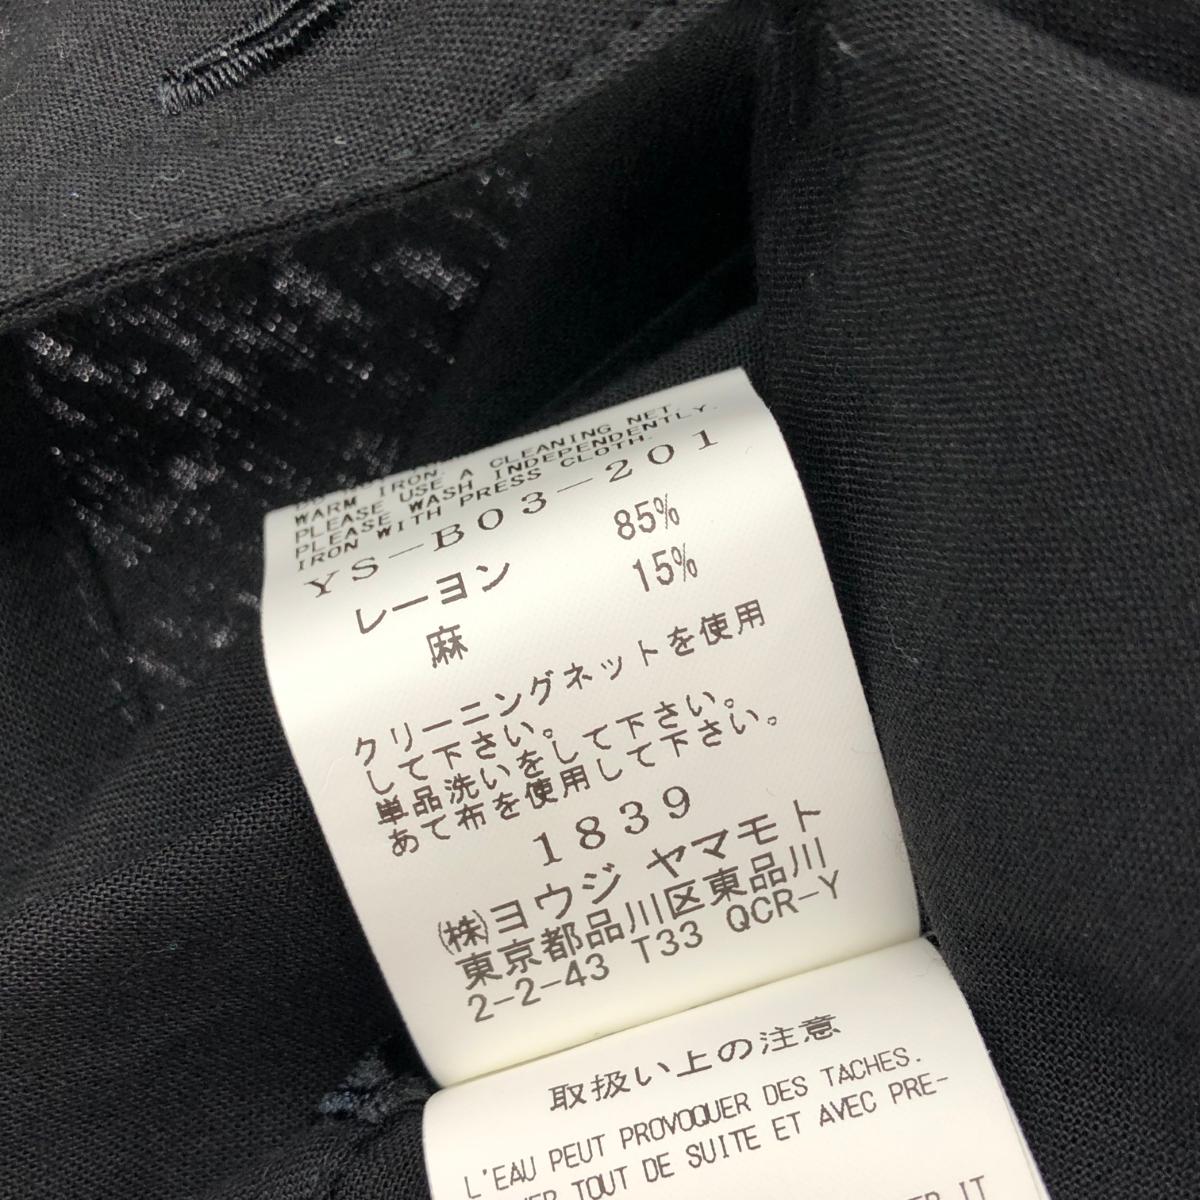 WARM IRON.
PLEASE USE A CLEANING NET.
PLEASE WASH INDEPENDENTLY.
IRON WITH PRESS CLOTH.
YS-B03-201
レーヨン 85%
麻 15%
クリーニングネットを使用
して下さい。
単品洗いをして下さい。
あて布を使用して下さい。
1839
㈱ヨウジ ヤマモト
東京都品川区東品川
2-2-43 T33 QCR-Y
取扱い上の注意
L'EAU PEUT PROVOQUER DES TACHES.
TOUT DE SUITE ET AVEC PRE-
IT